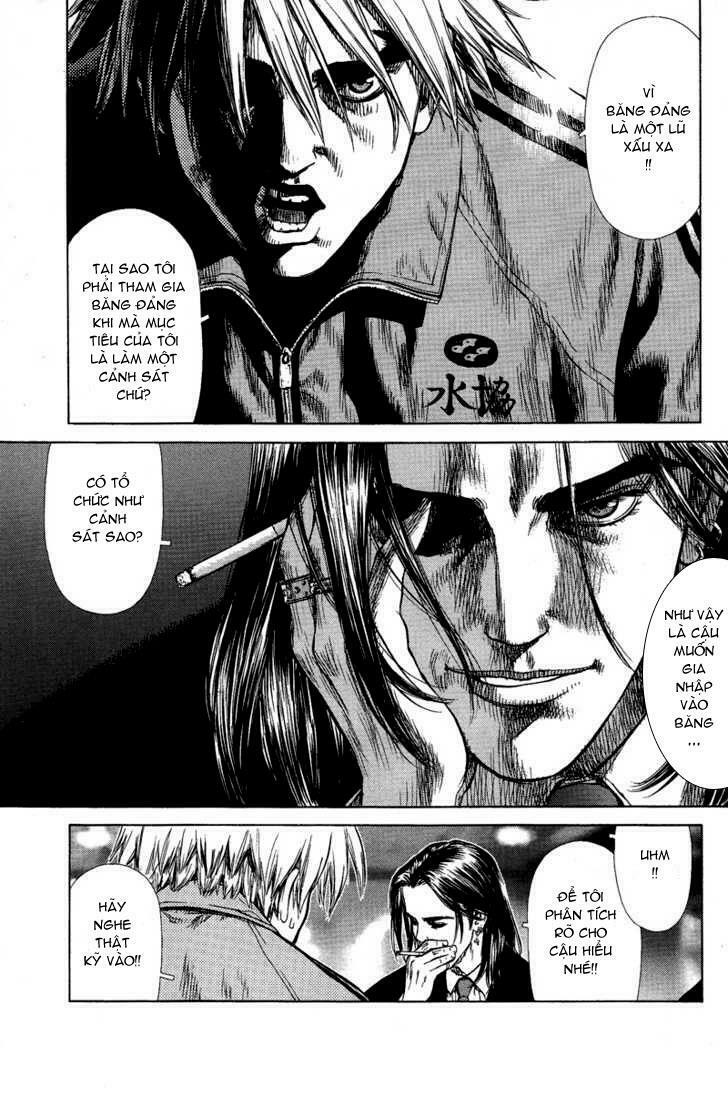 VÌ
BĂNG ĐẢNG
LÀ MỘT LŨ
XẤU XA
!!
TẠI SAO TÔI
PHẢI THAM GIA
BĂNG ĐẢNG
KHI MÀ MỤC
TIÊU CỦA TÔI
LÀ LÀM MỘT
CẢNH SÁT
CHỨ?
水協
NHƯ VẬY
LÀ CẬU
MUỐN
GIA
NHẬP
VÀO
BĂNG
...
CÓ TỔ
CHỨC NHƯ
CẢNH
SÁT SAO?
UHM
!!
ĐỂ TÔI
PHÂN TÍCH
RÕ CHO
CẬU HIỂU
NHÉ!!
HÃY
NGHE
THẬT
KỸ VÀO!!